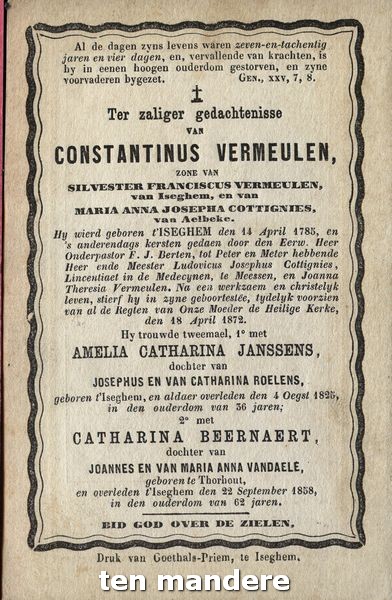 Al de dagen zyns levens waren zeven-en-tachentig
jaren en vier dagen, en, vervallende van krachten, is
hy in eenen hoogen ouderdom gestorven, en zyne
voorvaderen bygezet. GEN., XXV, 7, 8.
Ter zaliger gedachtenisse
VAN
CONSTANTINUS VERMEULEN,
ZONE VAN
SILVESTER FRANCISCUS VERMEULEN,
van Iseghem, en van
MARIA ANNA JOSEPHA COTTIGNIES,
van Aelbeke.
Hy wierd geboren t'ISEGHEM den 14 April 1785, en
's anderendags kersten gedaen door den Eerw. Heer
Onderpastor F. J. Berten, tot Peter en Meter hebbende
Heer ende Meester Ludovicus Josephus Cottignies,
Lincentiaet in de Medecynen, te Meessen, en Joanna
Theresia Vermeulen. Na een werkzaem en christelyk
leven, stierf hy in zyne geboortestêe, tydelyk voorzien
van al de Regten van Onze Moeder de Heilige Kerke,
den 18 April 1872.
Hy trouwde tweemael, 1° met
AMELIA CATHARINA JANSSENS,
dochter van
JOSEPHUS EN VAN CATHARINA ROELENS,
geboren t'Iseghem, en aldaer overleden den 4 Oegst 1825,
in den ouderdom van 36 jaren;
2° met
CATHARINA BEERNAERT,
dochter van
JOANNES EN VAN MARIA ANNA VANDAELE,
geboren te Thorhout,
en overleden t'Iseghem den 22 September 1858,
in den ouderdom van 62 jaren.
BID GOD OVER DE ZIELEN.
Druk van Goethals-Priem, te Iseghem.
ten mandere